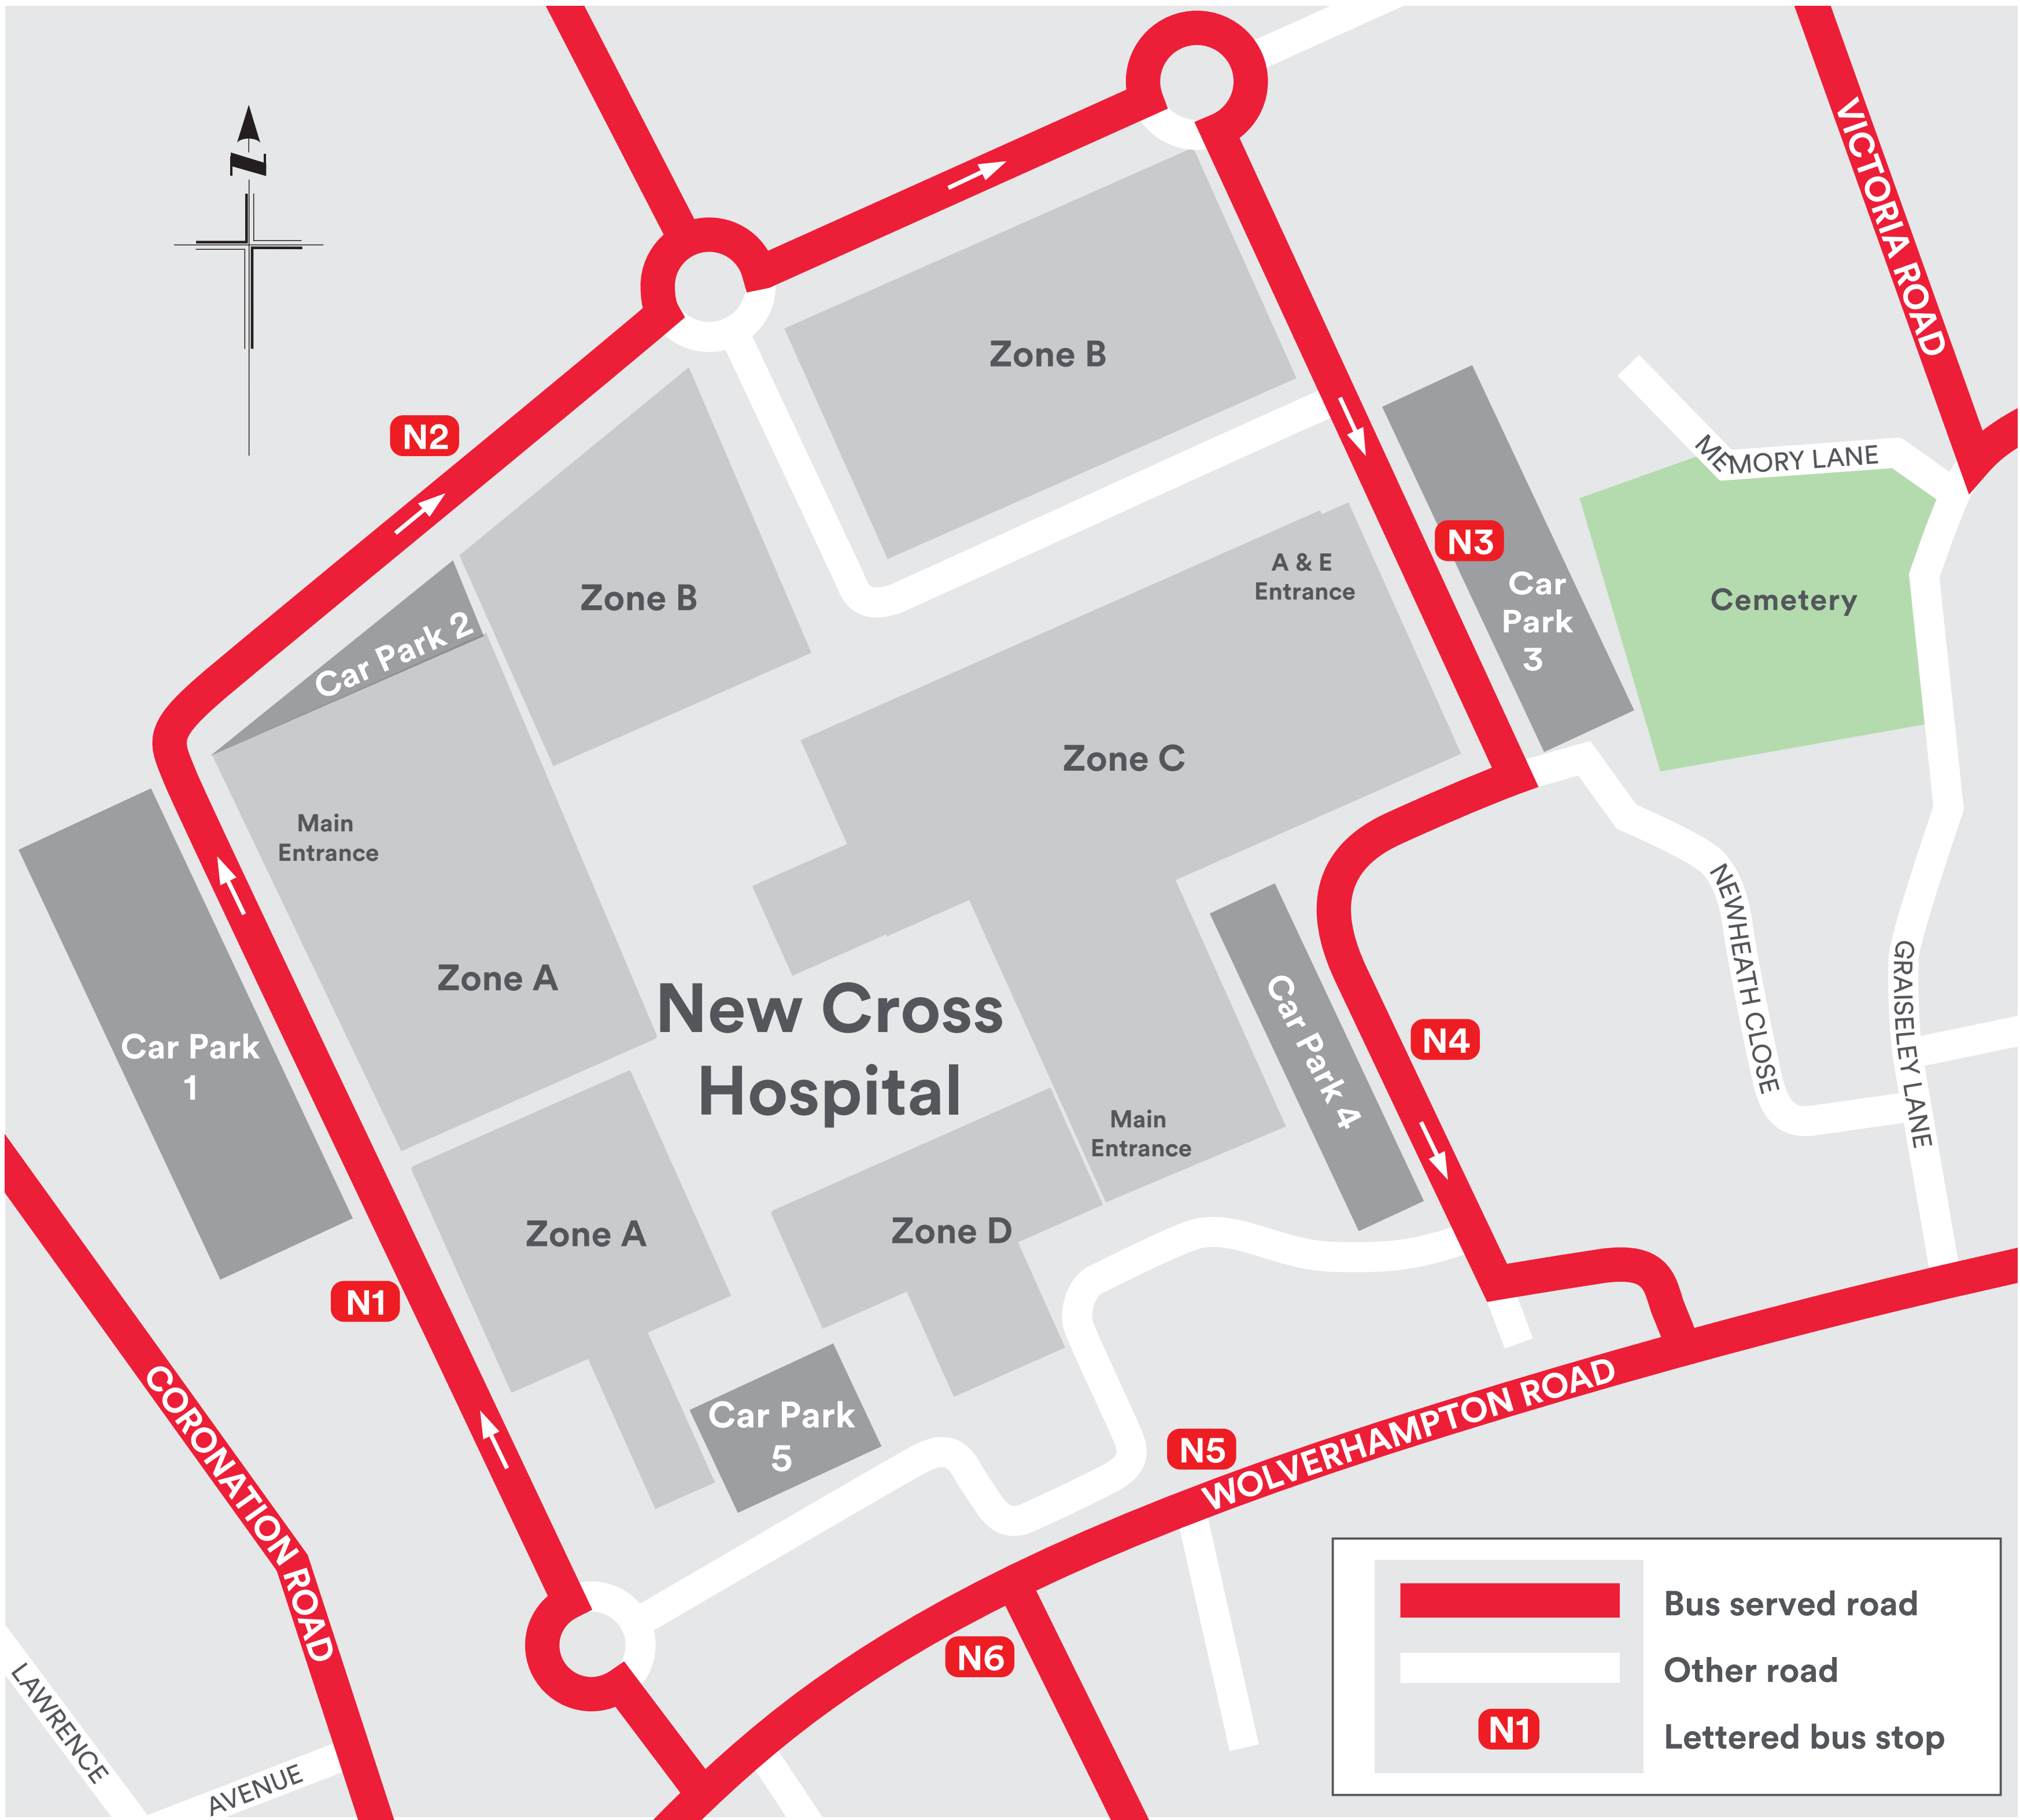 N
VICTORIA ROAD
Zone B
N2
MEMORY LANE
N3
A & E
Entrance
Car
Park
3
Cemetery
Zone B
Car Park 2
Zone C
Main
Entrance
Zone A
New Cross
Hospital
Car Park
1
Car Park 4
N4
NEWHEATH CLOSE
GRAISELEY LANE
Main
Entrance
Zone A
Zone D
N1
CORONATION ROAD
Car Park
5
N5
WOLVERHAMPTON ROAD
N6
LAWRENCE
AVENUE
Bus served road
Other road
N1
Lettered bus stop